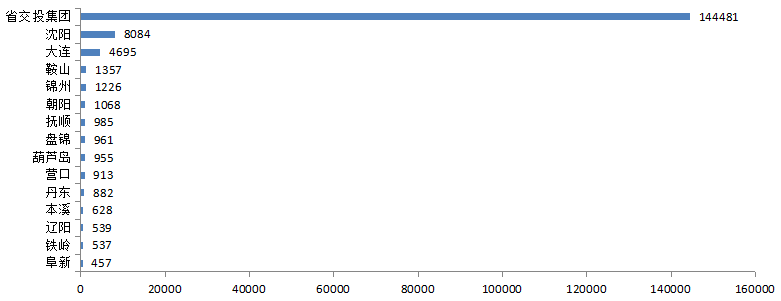 省交投集团 144481
沈阳 8084
大连 4695
鞍山 1357
锦州 1226
朝阳 1068
抚顺 985
盘锦 961
葫芦岛 955
营口 913
丹东 882
本溪 628
辽阳 539
铁岭 537
阜新 457
0 20000 40000 60000 80000 100000 120000 140000 160000